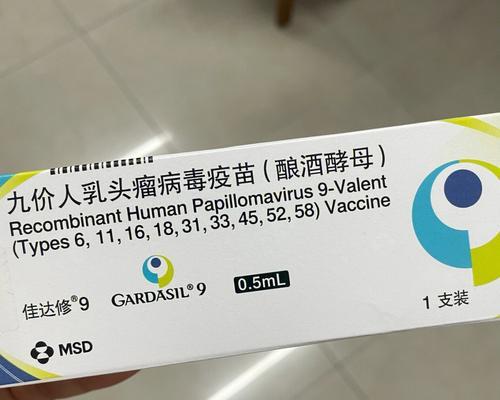 九价人乳头瘤病毒疫苗(酿酒酵母)
Recombinant Human Papillomavirus 9-Valent
(Types 6, 11, 16, 18, 31, 33, 45, 52, 58) Vaccine
佳达修®9
GARDASIL®9
0.5mL
1 支装
MSD